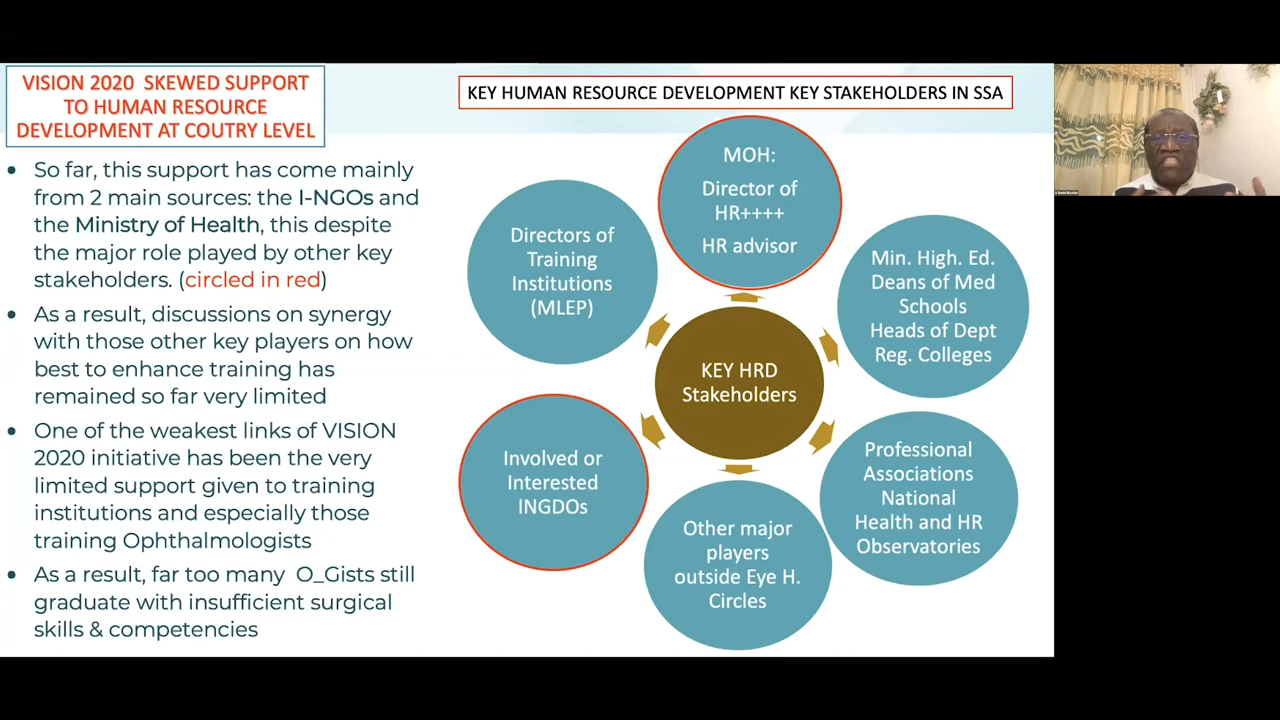 VISION 2020 SKEWED SUPPORT
TO HUMAN RESOURCE
DEVELOPMENT AT COUTRY LEVEL
• So far, this support has come mainly
from 2 main sources: the I-NGOs and
the Ministry of Health, this despite
the major role played by other key
stakeholders. (circled in red)
• As a result, discussions on synergy
with those other key players on how
best to enhance training has
remained so far very limited
• One of the weakest links of VISION
2020 initiative has been the very
limited support given to training
institutions and especially those
training Ophthalmologists
• As a result, far too many O_Gists still
graduate with insufficient surgical
skills & competencies
KEY HUMAN RESOURCE DEVELOPMENT KEY STAKEHOLDERS IN SSA
MOH:
Director of
HR++++
HR advisor
Directors of
Training
Institutions
(MLEP)
Min. High. Ed.
Deans of Med
Schools
Heads of Dept
Reg. Colleges
KEY HRD
Stakeholders
Involved or
Interested
INGDOs
Professional
Associations
National
Health and HR
Observatories
Other major
players
outside Eye H.
Circles